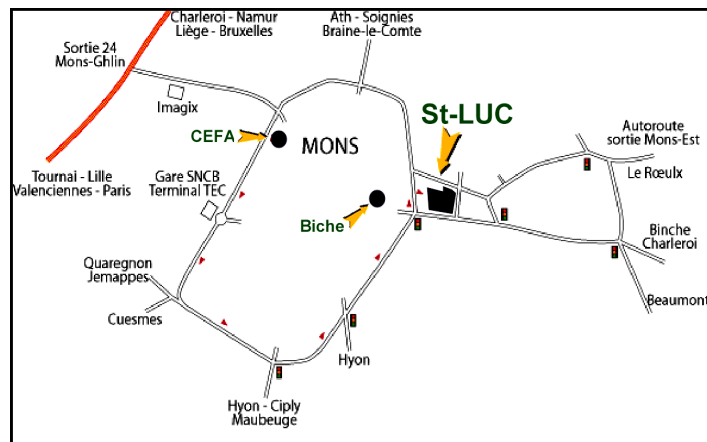 Charleroi - Namur
Liège - Bruxelles
Ath - Soignies
Braine-le-Comte
Sortie 24
Mons-Ghlin
Imagix
CEFA
MONS
St-LUC
Autoroute
sortie Mons-Est
Le Rœulx
Tournai - Lille
Valenciennes - Paris
Gare SNCB
Terminal TEC
Biche
Binche
Charleroi
Quaregnon
Jemappes
Beaumont
Cuesmes
Hyon
Hyon - Ciply
Maubeuge